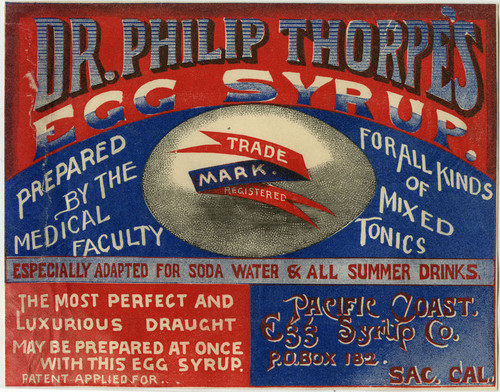 DR. PHILIP THORPE'S
EGG SYRUP.
PREPARED
BY THE
MEDICAL
FACULTY
TRADE
MARK.
REGISTERED
FOR ALL KINDS
OF
MIXED
TONICS
ESPECIALLY ADAPTED FOR SODA WATER & ALL SUMMER DRINKS.
THE MOST PERFECT AND
LUXURIOUS DRAUGHT
MAY BE PREPARED AT ONCE
WITH THIS EGG SYRUP.
PATENT APPLIED FOR...
PACIFIC COAST.
EGG SYRUP CO.
P.O. BOX 182.
SAC. CAL.